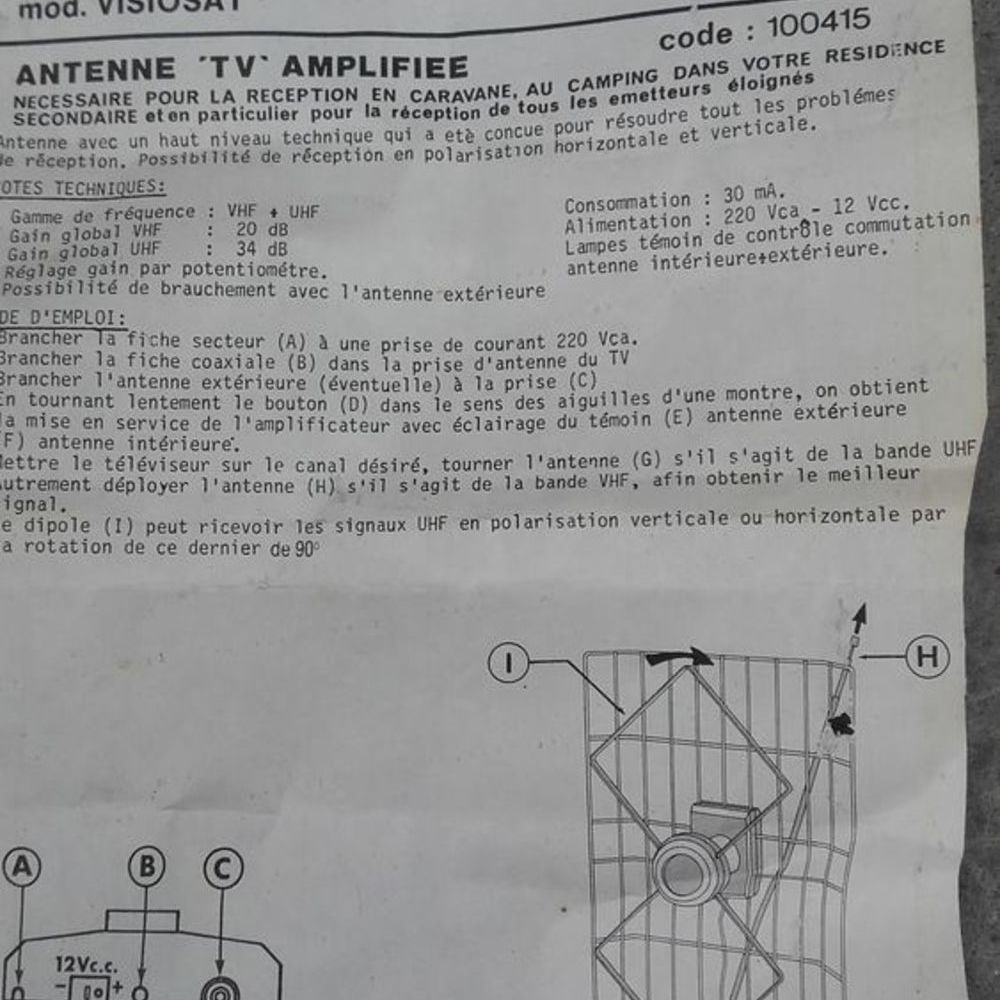 mod. VISIOSAT
code : 100415
ANTENNE 'TV' AMPLIFIEE
NECESSAIRE POUR LA RECEPTION EN CARAVANE, AU CAMPING DANS VOTRE RESIDENCE
SECONDAIRE et en particulier pour la réception de tous les emetteurs éloignés
Antenne avec un haut niveau technique qui a etè concue pour résoudre tout les problémes
de réception. Possibilité de réception en polarisation horizontale et verticale.
OTES TECHNIQUES:
Gamme de fréquence : VHF + UHF
Gain global VHF : 20 dB
Gain global UHF : 34 dB
Réglage gain par potentiométre.
Possibilité de brauchement avec l'antenne extérieure
Consommation : 30 mA.
Alimentation : 220 Vca - 12 Vcc.
Lampes témoin de contrôle commutation
antenne intérieure+extérieure.
DE D'EMPLOI:
Brancher la fiche secteur (A) à une prise de courant 220 Vca.
Brancher la fiche coaxiale (B) dans la prise d'antenne du TV
Brancher l'antenne extérieure (éventuelle) à la prise (C)
En tournant lentement le bouton (D) dans le sens des aiguilles d'une montre, on obtient
la mise en service de l'amplificateur avec éclairage du témoin (E) antenne extérieure
(F) antenne intérieure.
Mettre le téléviseur sur le canal désiré, tourner l'antenne (G) s'il s'agit de la bande UHF
Autrement déployer l'antenne (H) s'il s'agit de la bande VHF, afin obtenir le meilleur
signal.
e dipole (I) peut ricevoir les signaux UHF en polarisation verticale ou horizontale par
a rotation de ce dernier de 90°
I
H
A B C
12Vc.c.
- +